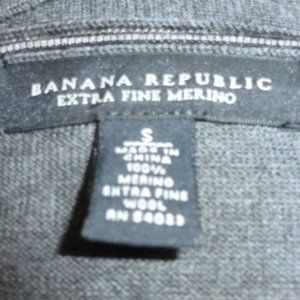 BANANA REPUBLIC
EXTRA FINE MERINO
S
MADE IN
CHINA
100%
MERINO
EXTRA FINE
WOOL
RN 54023